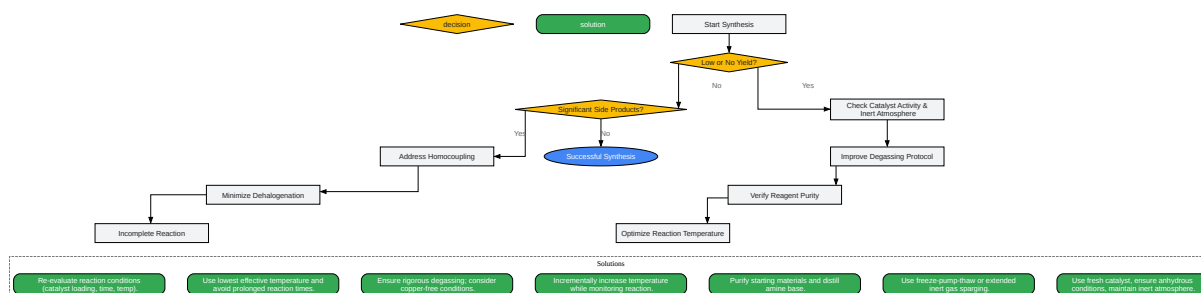 decision
solution
Start Synthesis
Low or No Yield?
No
Yes
Significant Side Products?
Check Catalyst Activity &
Inert Atmosphere
Yes
No
Address Homocoupling
Successful Synthesis
Improve Degassing Protocol
Minimize Dehalogenation
Verify Reagent Purity
Incomplete Reaction
Optimize Reaction Temperature
Solutions
Re-evaluate reaction conditions
(catalyst loading, time, temp).
Use lowest effective temperature and
avoid prolonged reaction times.
Ensure rigorous degassing; consider
copper-free conditions.
Incrementally increase temperature
while monitoring reaction.
Purify starting materials and distill
amine base.
Use freeze-pump-thaw or extended
inert gas sparging.
Use fresh catalyst, ensure anhydrous
conditions, maintain inert atmosphere.